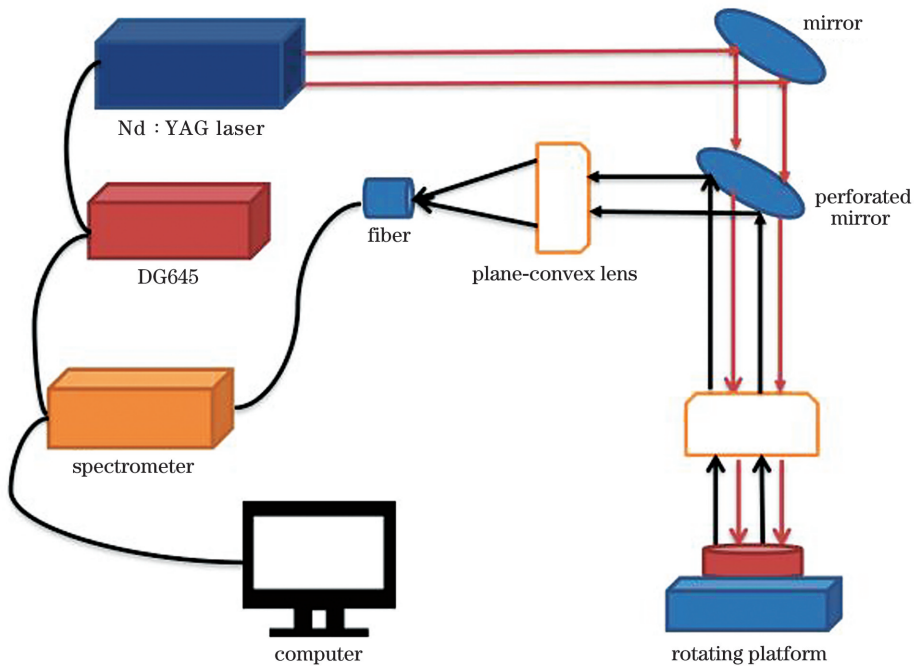 mirror
Nd：YAG laser
perforated
mirror
fiber
plane-convex lens
DG645
spectrometer
computer
rotating platform